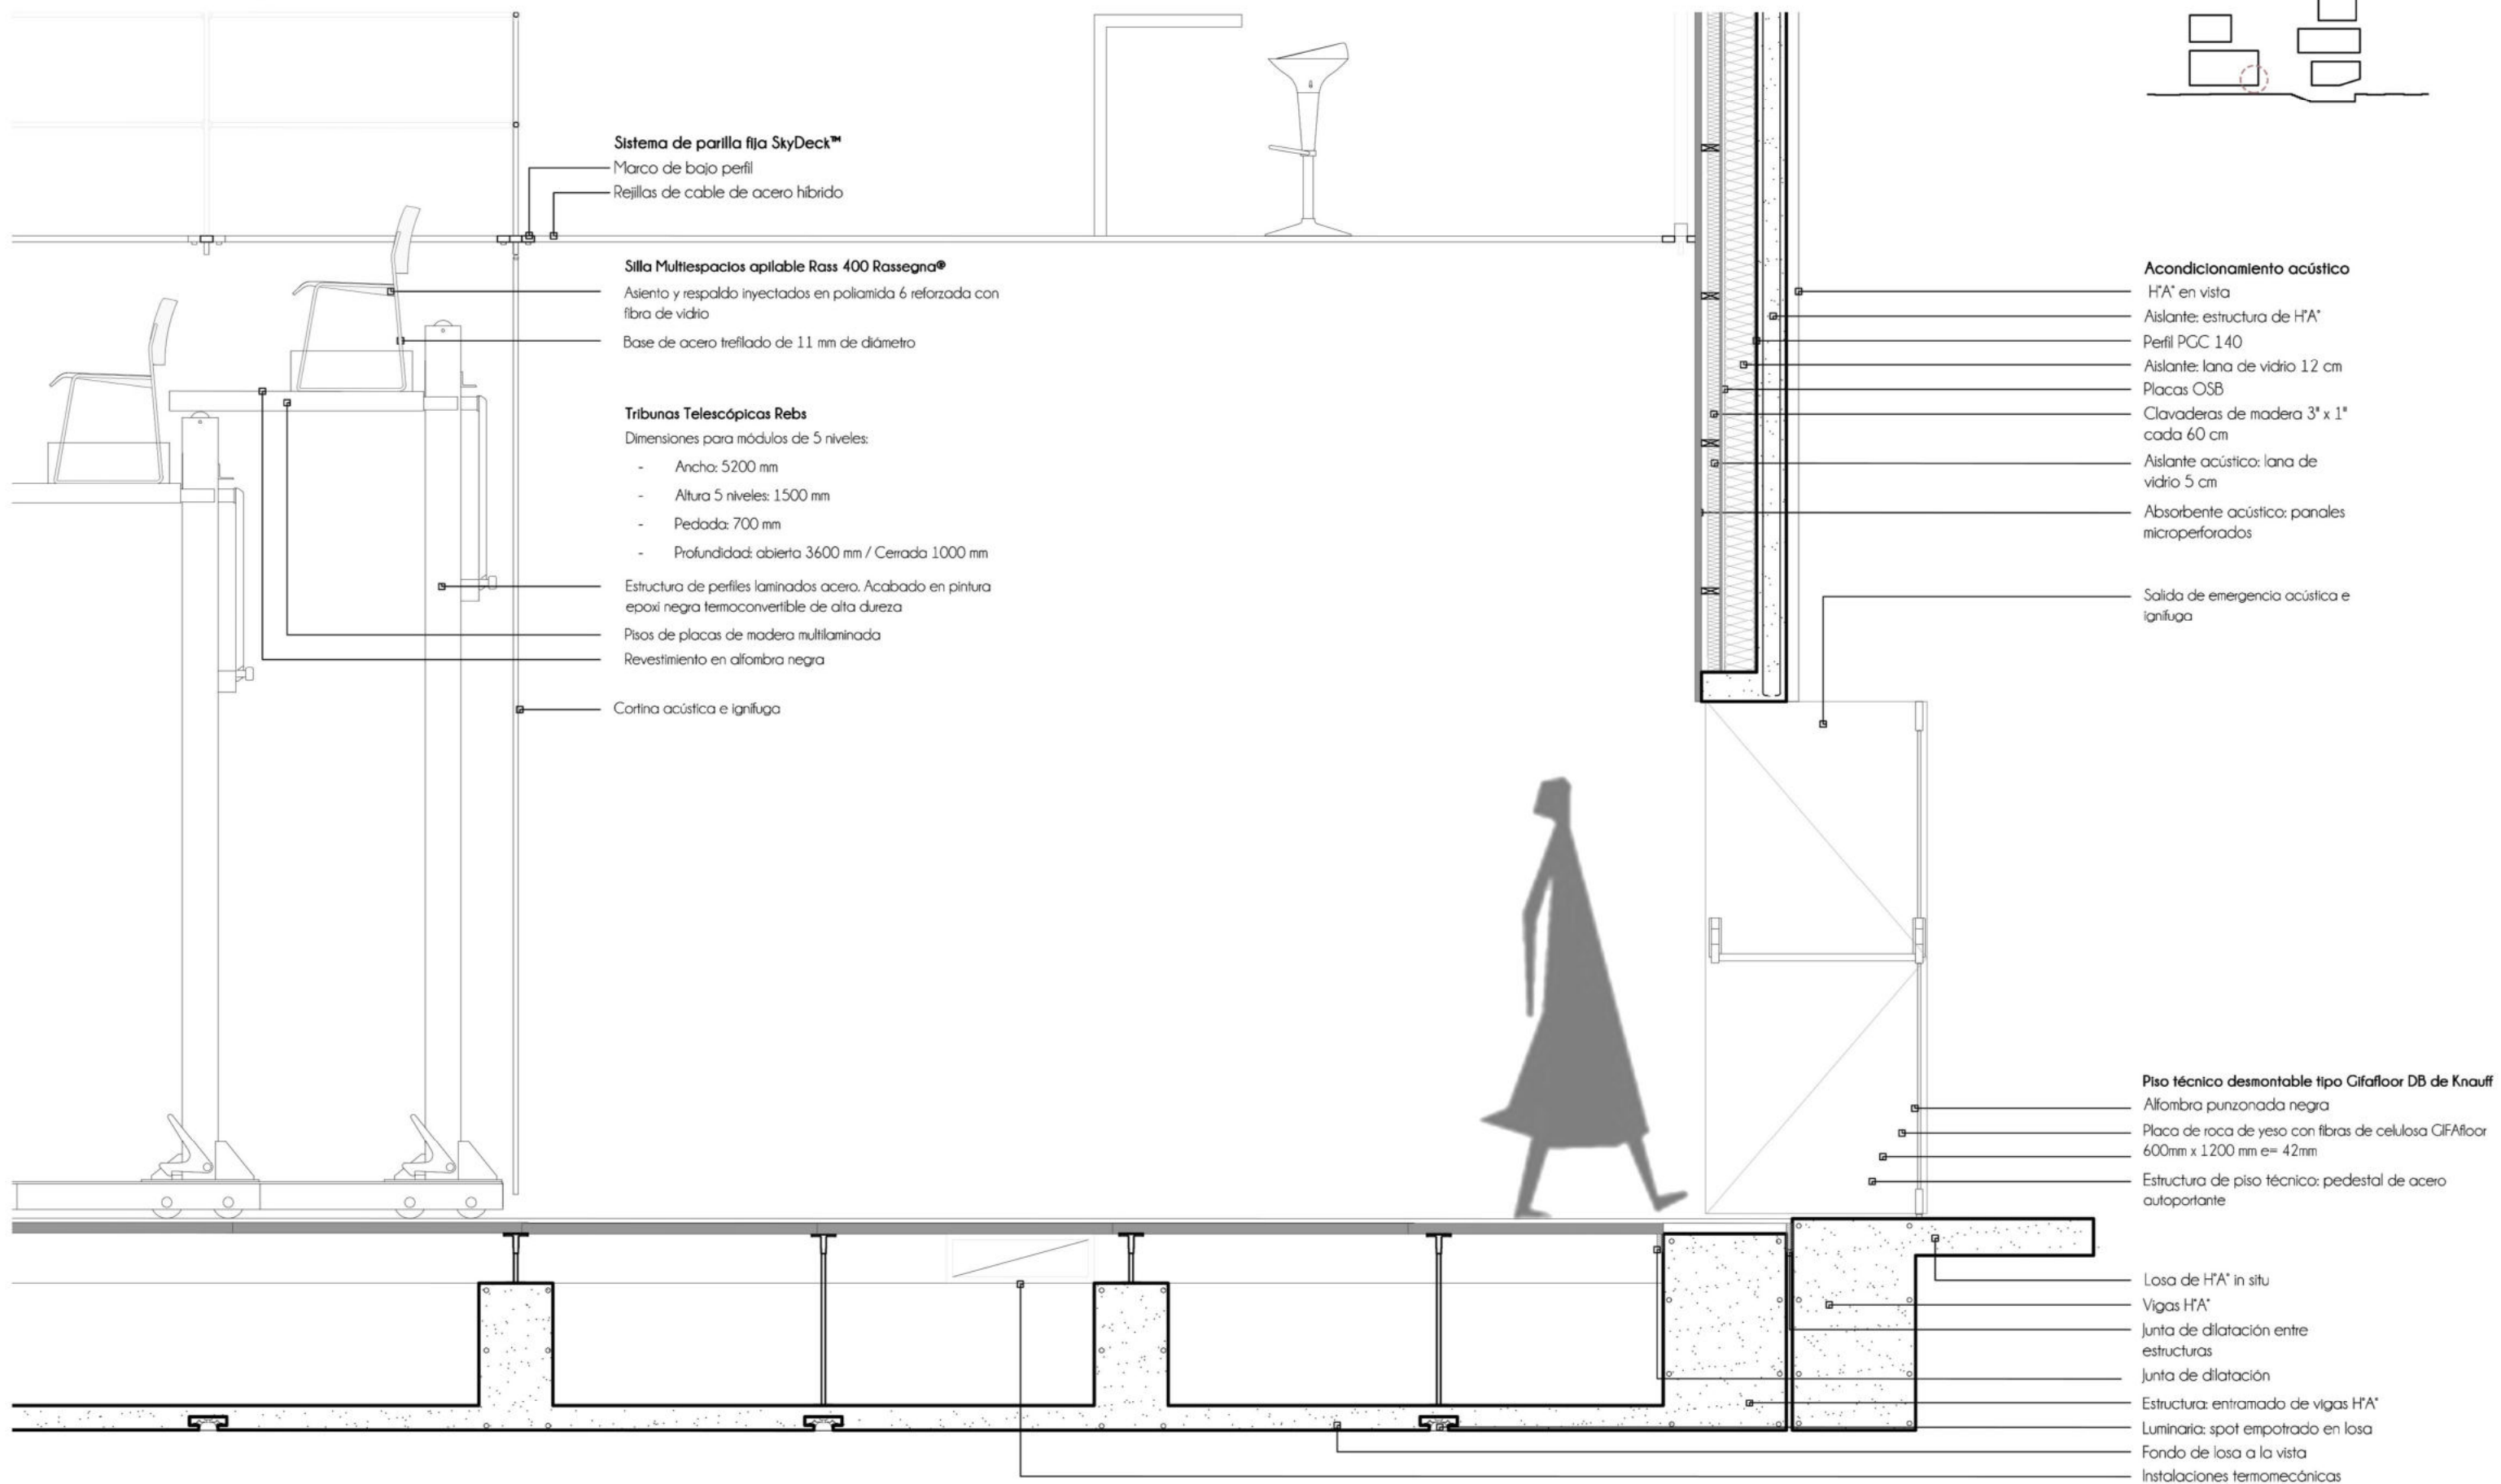 Sistema de parilla fija SkyDeck™
Marco de bajo perfil
Rejillas de cable de acero híbrido
Silla Multiespacios apilable Rass 400 Rassegna®
Asiento y respaldo inyectados en poliamida 6 reforzada con
fibra de vidrio
Base de acero trefilado de 11 mm de diámetro
Tribunas Telescópicas Rebs
Dimensiones para módulos de 5 niveles:
- Ancho: 5200 mm
- Altura 5 niveles: 1500 mm
- Pedada: 700 mm
- Profundidad: abierta 3600 mm / Cerrada 1000 mm
Estructura de perfiles laminados acero. Acabado en pintura
epoxi negra termoconvertible de alta dureza
Pisos de placas de madera multilaminada
Revestimiento en alfombra negra
Cortina acústica e ignífuga
Acondicionamiento acústico
H°A° en vista
Aislante: estructura de H°A°
Perfil PGC 140
Aislante: lana de vidrio 12 cm
Placas OSB
Clavaderas de madera 3" x 1"
cada 60 cm
Aislante acústico: lana de
vidrio 5 cm
Absorbente acústico: panales
microperforados
Salida de emergencia acústica e
ignífuga
Piso técnico desmontable tipo Gifafloor DB de Knauff
Alfombra punzonada negra
Placa de roca de yeso con fibras de celulosa GIFAfloor
600mm x 1200 mm e= 42mm
Estructura de piso técnico: pedestal de acero
autoportante
Losa de H°A° in situ
Vigas H°A°
Junta de dilatación entre
estructuras
Junta de dilatación
Estructura: entramado de vigas H°A°
Luminaria: spot empotrado en losa
Fondo de losa a la vista
Instalaciones termomecánicas